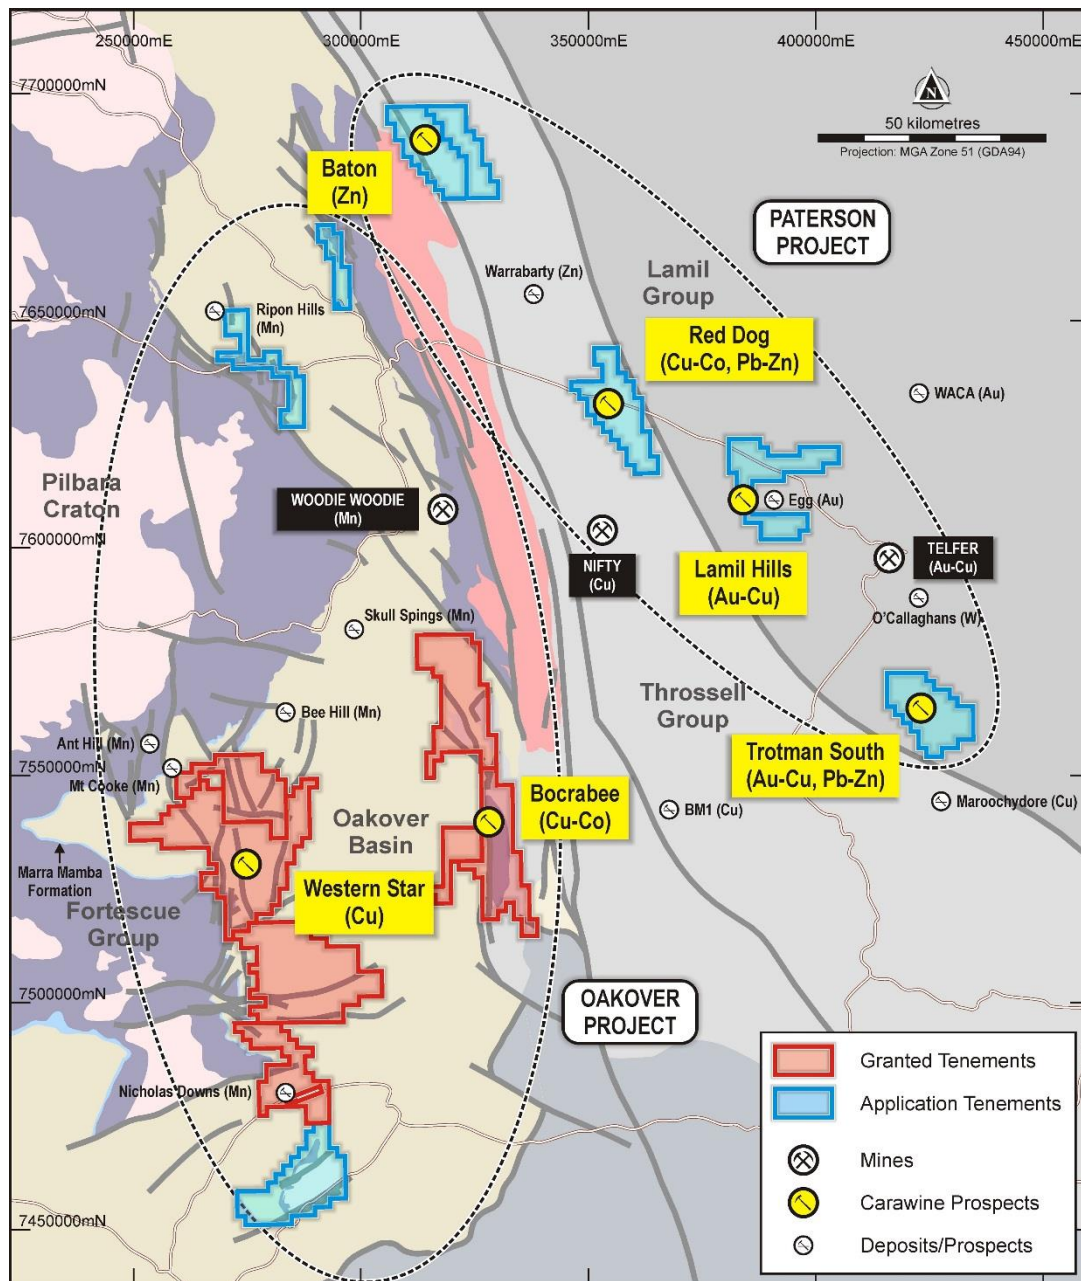 250000mE
300000mE
350000mE
400000mE
450000mE
7700000mN
N
50 kilometres
Projection: MGA Zone 51 (GDA94)
Baton
(Zn)
PATERSON
PROJECT
Warrabarty (Zn)
Lamil
Group
7650000mN
Ripon Hills
(Mn)
Red Dog
(Cu-Co, Pb-Zn)
WACA (Au)
Pilbara
Craton
WOODIE WOODIE
(Mn)
Egg (Au)
7600000mN
NIFTY
(Cu)
Lamil Hills
(Au-Cu)
TELFER
(Au-Cu)
O'Callaghans (W)
Skull Spings (Mn)
Throssell
Group
Bee Hill (Mn)
Ant Hill (Mn)
7550000mN
Mt Cooke (Mn)
Trotman South
(Au-Cu, Pb-Zn)
Bocrabee
(Cu-Co)
BM1 (Cu)
Maroochydore (Cu)
Oakover
Basin
Marra Mamba
Formation
Western Star
(Cu)
Fortescue
Group
7500000mN
OAKOVER
PROJECT
Nicholas Downs (Mn)
7450000mN
Granted Tenements
Application Tenements
Mines
Carawine Prospects
Deposits/Prospects